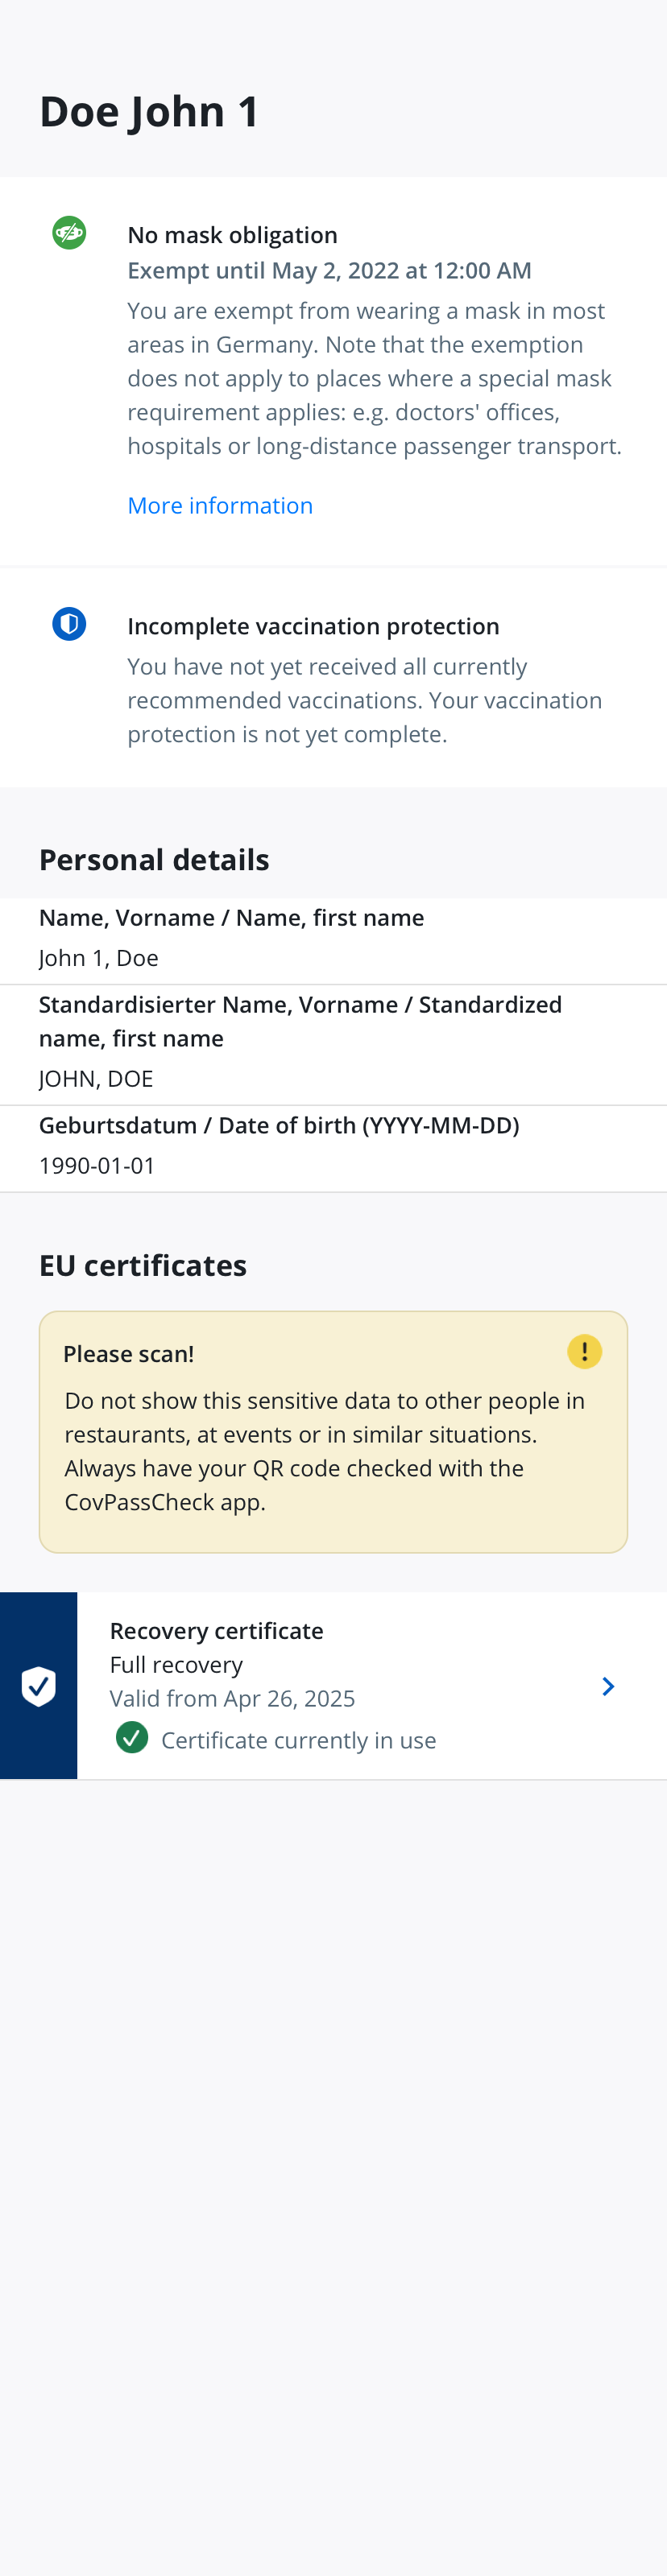 Doe John 1
No mask obligation
Exempt until May 2, 2022 at 12:00 AM
You are exempt from wearing a mask in most
areas in Germany. Note that the exemption
does not apply to places where a special mask
requirement applies: e.g. doctors' offices,
hospitals or long-distance passenger transport.
More information
Incomplete vaccination protection
You have not yet received all currently
recommended vaccinations. Your vaccination
protection is not yet complete.
Personal details
Name, Vorname / Name, first name
John 1, Doe
Standardisierter Name, Vorname / Standardized
name, first name
JOHN, DOE
Geburtsdatum / Date of birth (YYYY-MM-DD)
1990-01-01
EU certificates
Please scan!
Do not show this sensitive data to other people in
restaurants, at events or in similar situations.
Always have your QR code checked with the
CovPassCheck app.
Recovery certificate
Full recovery
Valid from Apr 26, 2025
Certificate currently in use